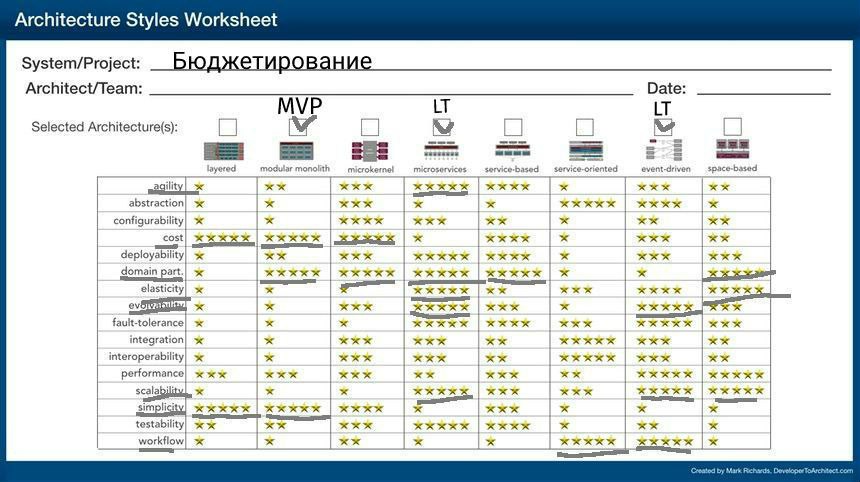 Architecture Styles Worksheet
System/Project: Бюджетирование
Architect/Team: Date:
MVP LT LT
Selected Architecture(s):
layered modular monolith microkernel microservices service-based service-oriented event-driven space-based
agility
abstraction
configurability
cost
deployability
domain part.
elasticity
evolvability
fault-tolerance
integration
interoperability
performance
scalability
simplicity
testability
workflow
Created by Mark Richards, DeveloperToArchitect.com